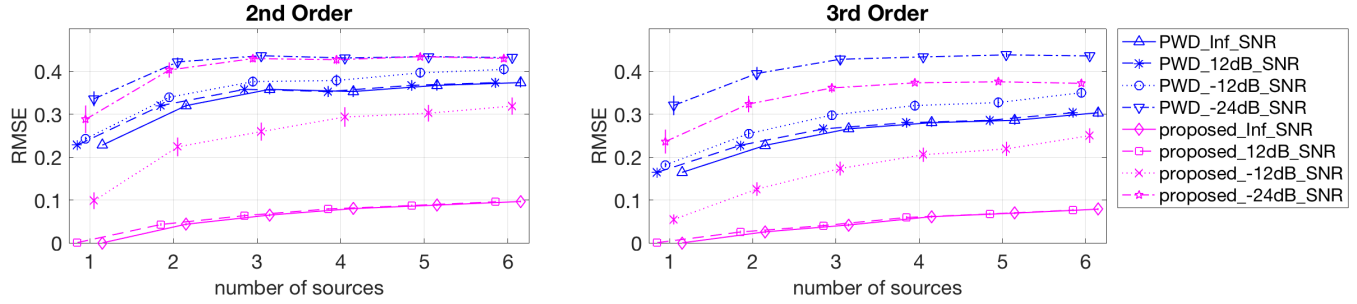 2nd Order
RMSE
0.4
0.3
0.2
0.1
0
1 2 3 4 5 6
number of sources
3rd Order
RMSE
0.4
0.3
0.2
0.1
0
1 2 3 4 5 6
number of sources
PWD_Inf_SNR
PWD_12dB_SNR
PWD_-12dB_SNR
PWD_-24dB_SNR
proposed_Inf_SNR
proposed_12dB_SNR
proposed_-12dB_SNR
proposed_-24dB_SNR